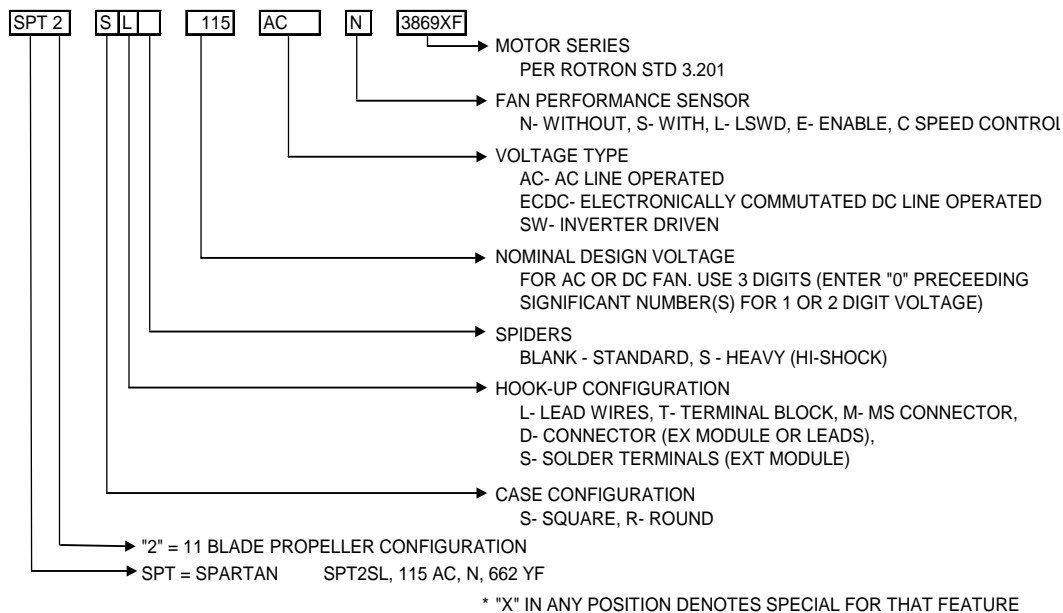 SPT 2 S L 115 AC N 3869XF
MOTOR SERIES
PER ROTRON STD 3.201
FAN PERFORMANCE SENSOR
N- WITHOUT, S- WITH, L- LSWD, E- ENABLE, C SPEED CONTROL
VOLTAGE TYPE
AC- AC LINE OPERATED
ECDC- ELECTRONICALLY COMMUTATED DC LINE OPERATED
SW- INVERTER DRIVEN
NOMINAL DESIGN VOLTAGE
FOR AC OR DC FAN. USE 3 DIGITS (ENTER "0" PRECEEDING
SIGNIFICANT NUMBER(S) FOR 1 OR 2 DIGIT VOLTAGE)
SPIDERS
BLANK - STANDARD, S - HEAVY (HI-SHOCK)
HOOK-UP CONFIGURATION
L- LEAD WIRES, T- TERMINAL BLOCK, M- MS CONNECTOR,
D- CONNECTOR (EX MODULE OR LEADS),
S- SOLDER TERMINALS (EXT MODULE)
CASE CONFIGURATION
S- SQUARE, R- ROUND
"2" = 11 BLADE PROPELLER CONFIGURATION
SPT = SPARTAN SPT2SL, 115 AC, N, 662 YF
* "X" IN ANY POSITION DENOTES SPECIAL FOR THAT FEATURE